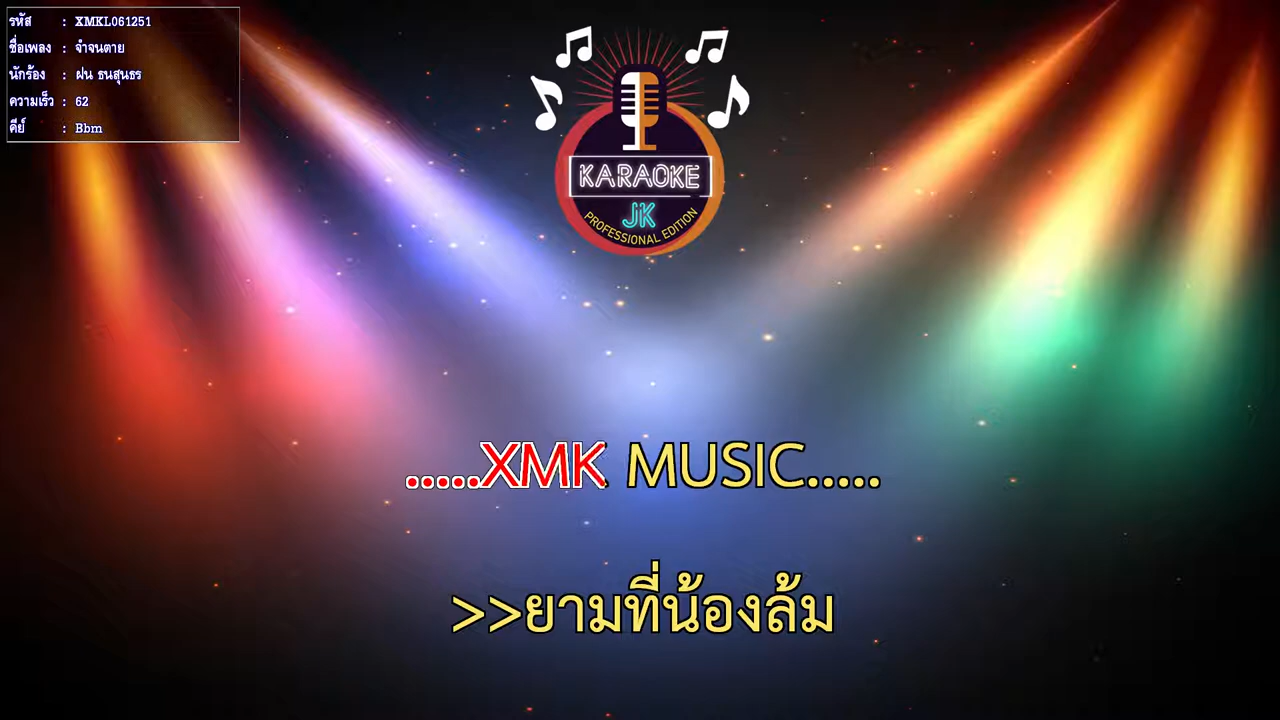 รหัส : XMKL061251
ชื่อเพลง : จำจนตาย
นักร้อง : ฝน ธนสุนธร
ความเร็ว : 62
คีย์ : Bbm
KARAOKE
JK
PROFESSIONAL EDITION
.....XMK MUSIC.....
>>ยามที่น้องล้ม